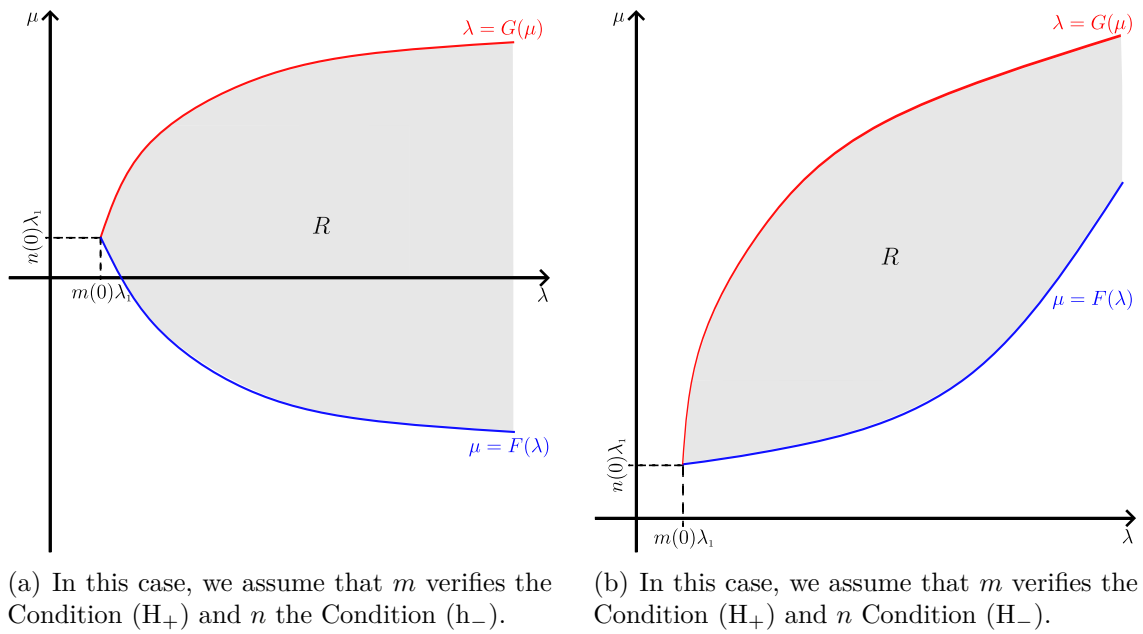 μ
λ = G(μ)
R
n(0)λ₁
m(0)λ₁
λ
μ = F(λ)
(a) In this case, we assume that m verifies the
Condition (H₊) and n the Condition (h₋).
μ
λ = G(μ)
R
μ = F(λ)
n(0)λ₁
m(0)λ₁
λ
(b) In this case, we assume that m verifies the
Condition (H₊) and n Condition (H₋).